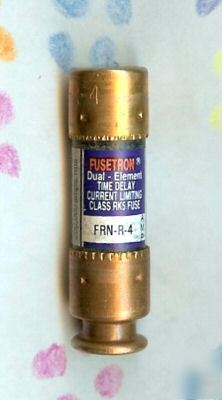 FUSETRON®
Dual - Element
TIME DELAY
CURRENT LIMITING
CLASS RK5 FUSE
FRN-R-4
A
M